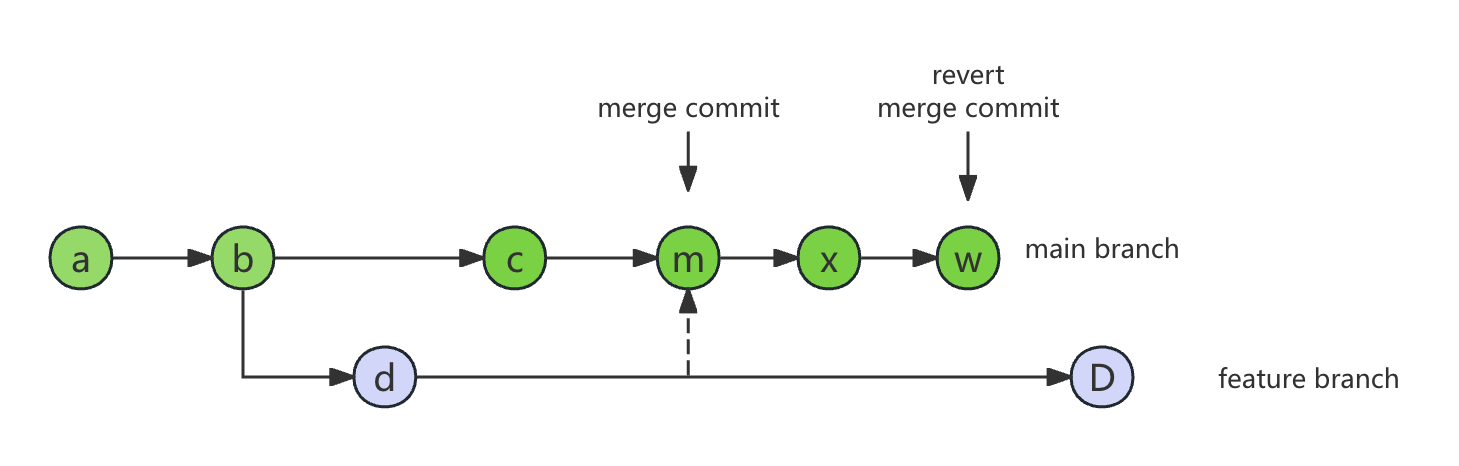 revert
merge commit
merge commit
a
b
c
m
x
w
main branch
d
D
feature branch